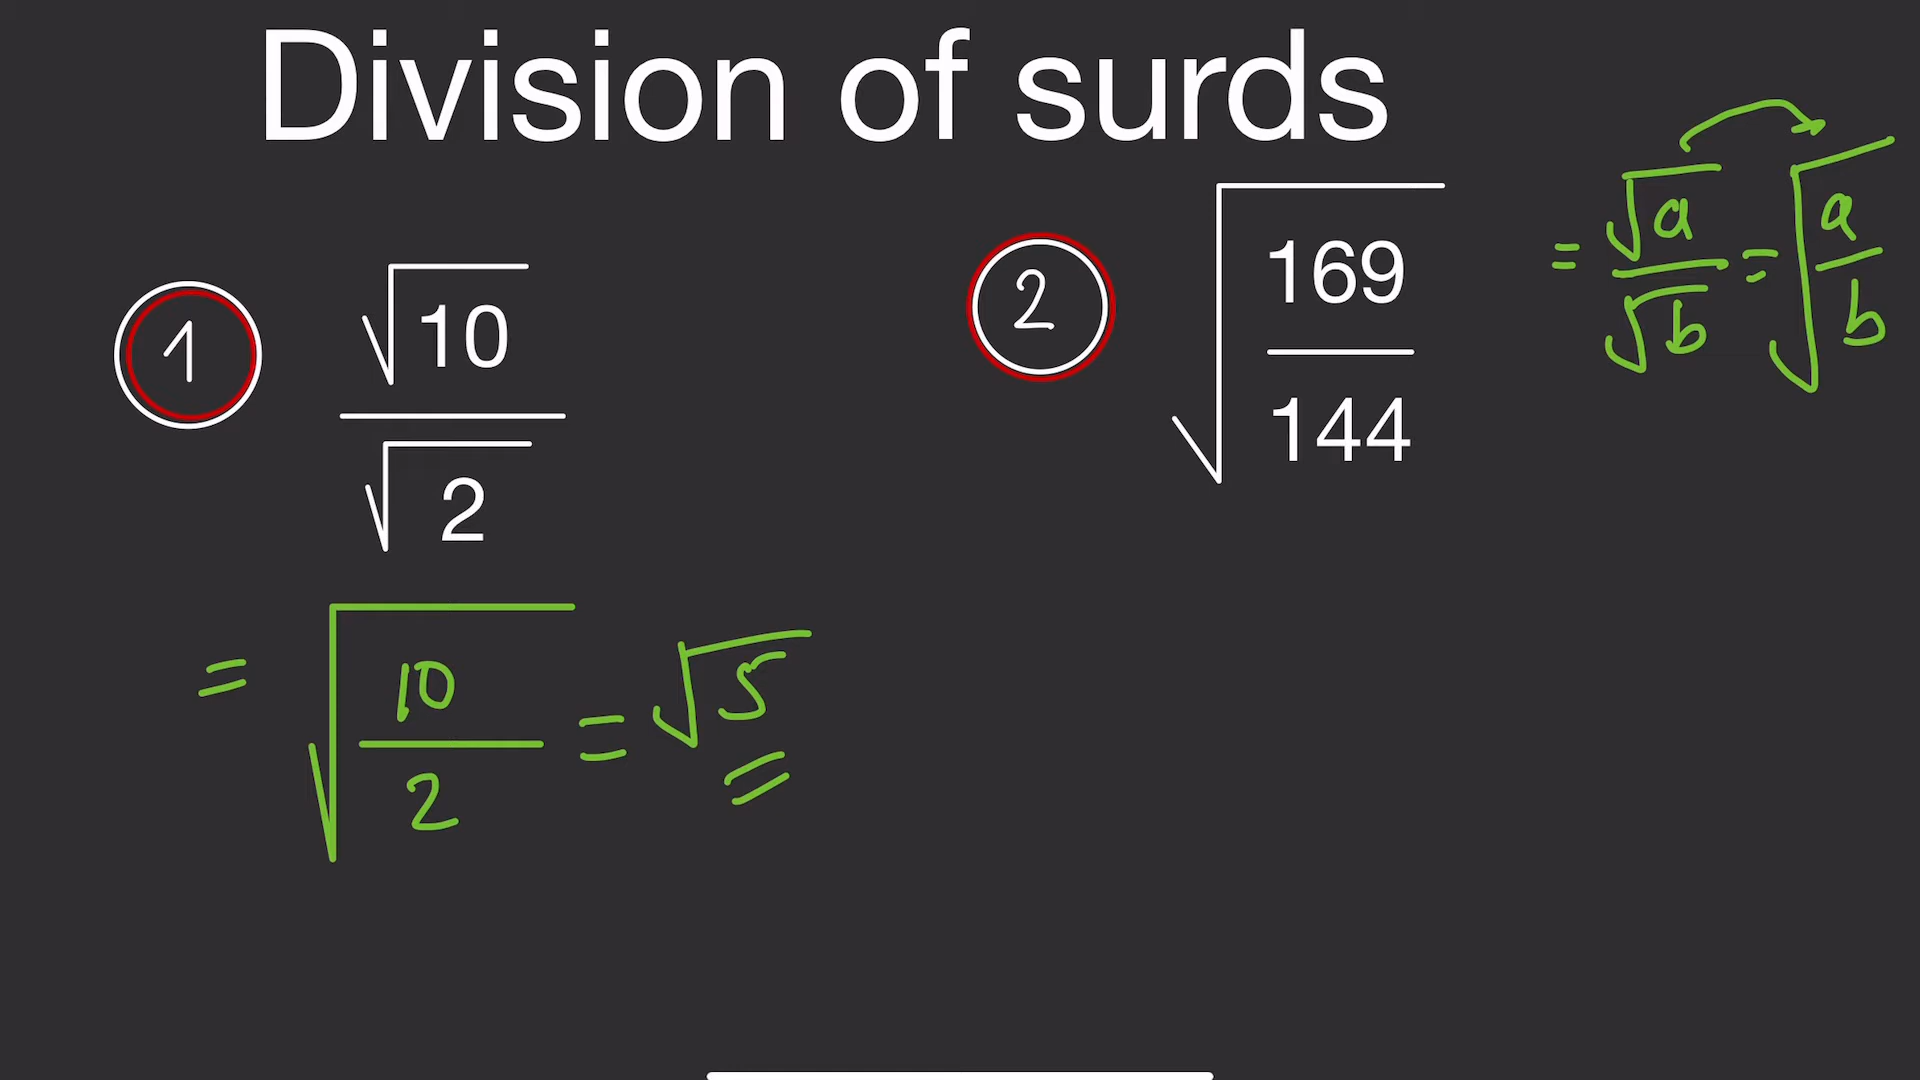 Division of surds
1
√10
/
√2
= √(10/2) = √5
=
2
√(169/144)
= √a/√b = √(a/b)